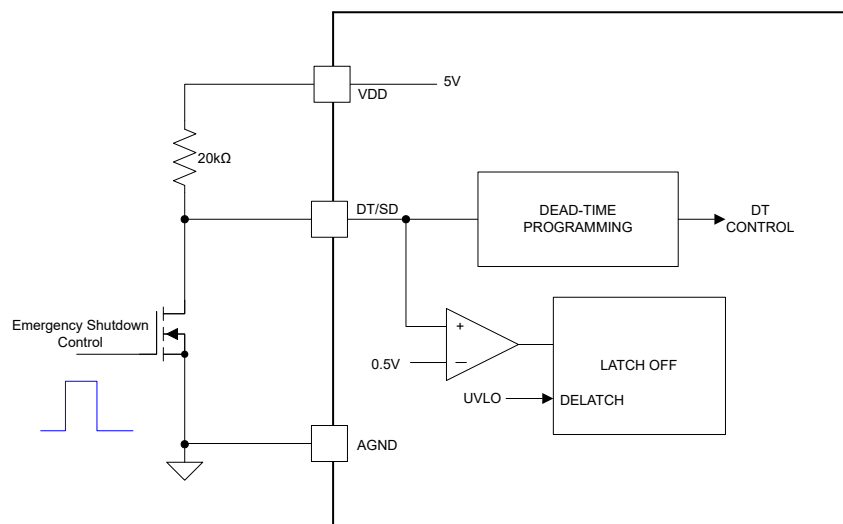 VDD
5V
20kΩ
DT/SD
DEAD-TIME
PROGRAMMING
DT
CONTROL
Emergency Shutdown
Control
+
0.5V
–
LATCH OFF
UVLO
DELATCH
AGND